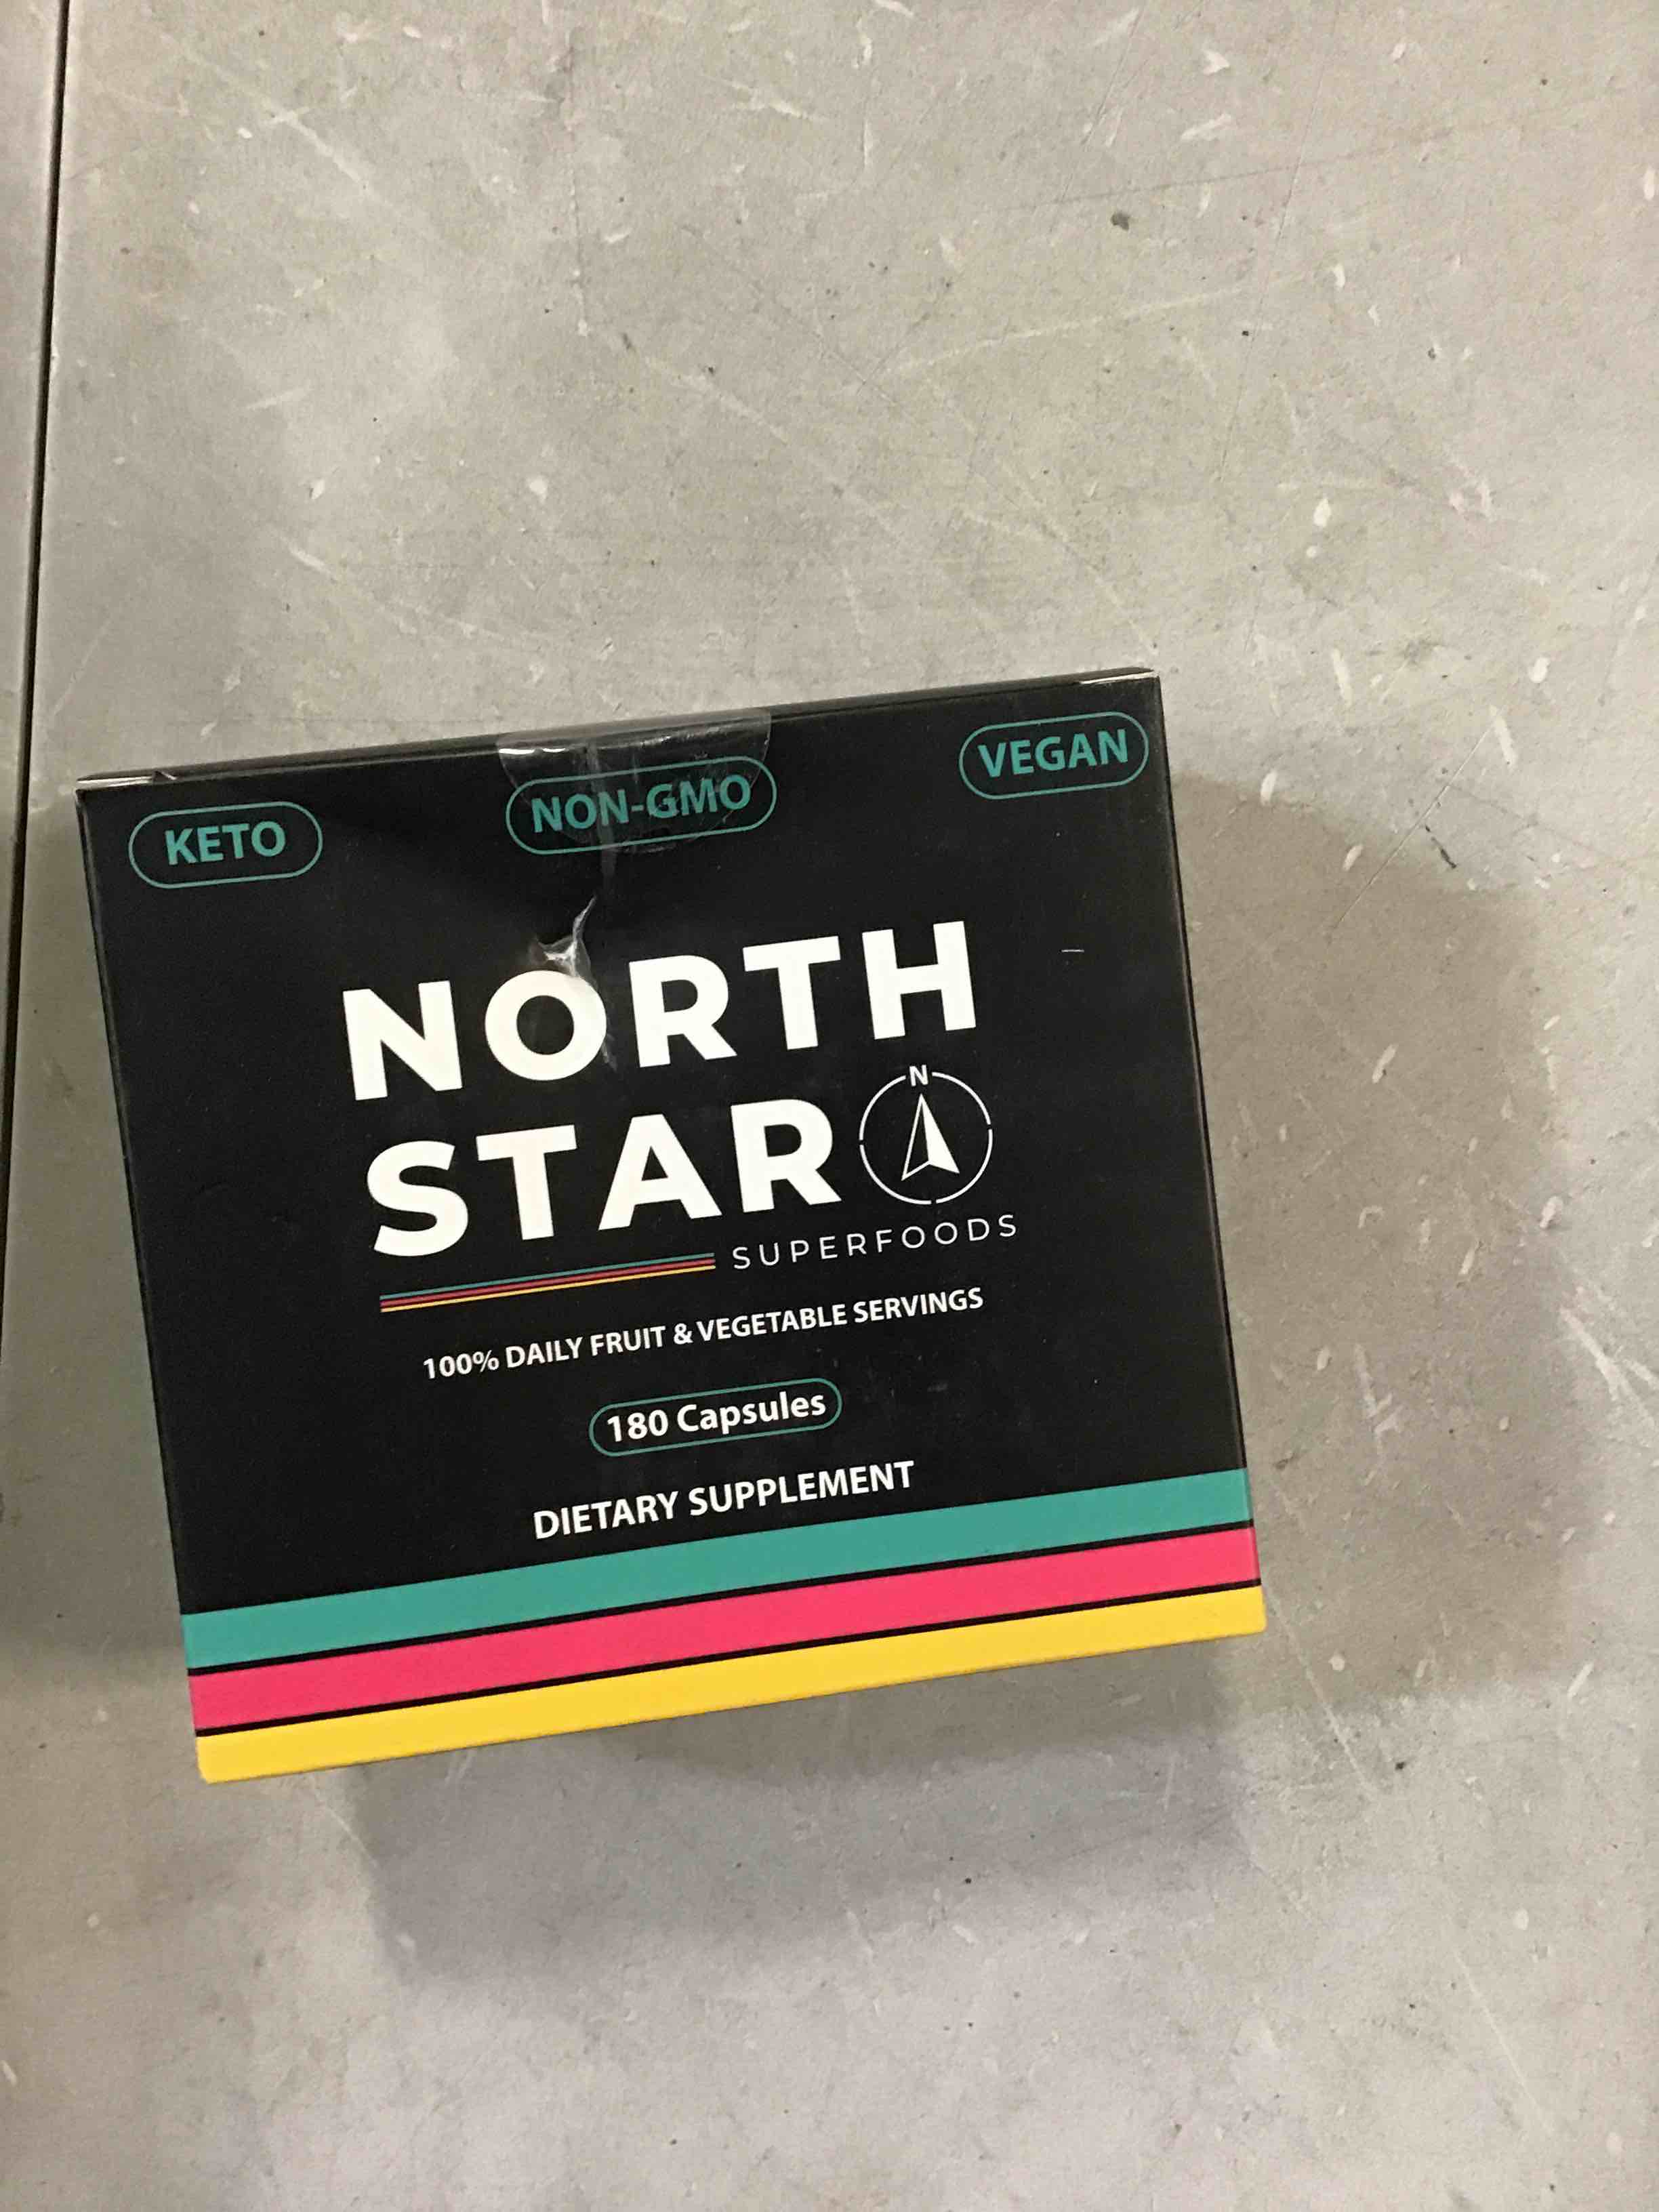 KETO
NON-GMO
VEGAN
NORTH
STAR
N
SUPERFOODS
100% DAILY FRUIT & VEGETABLE SERVINGS
180 Capsules
DIETARY SUPPLEMENT